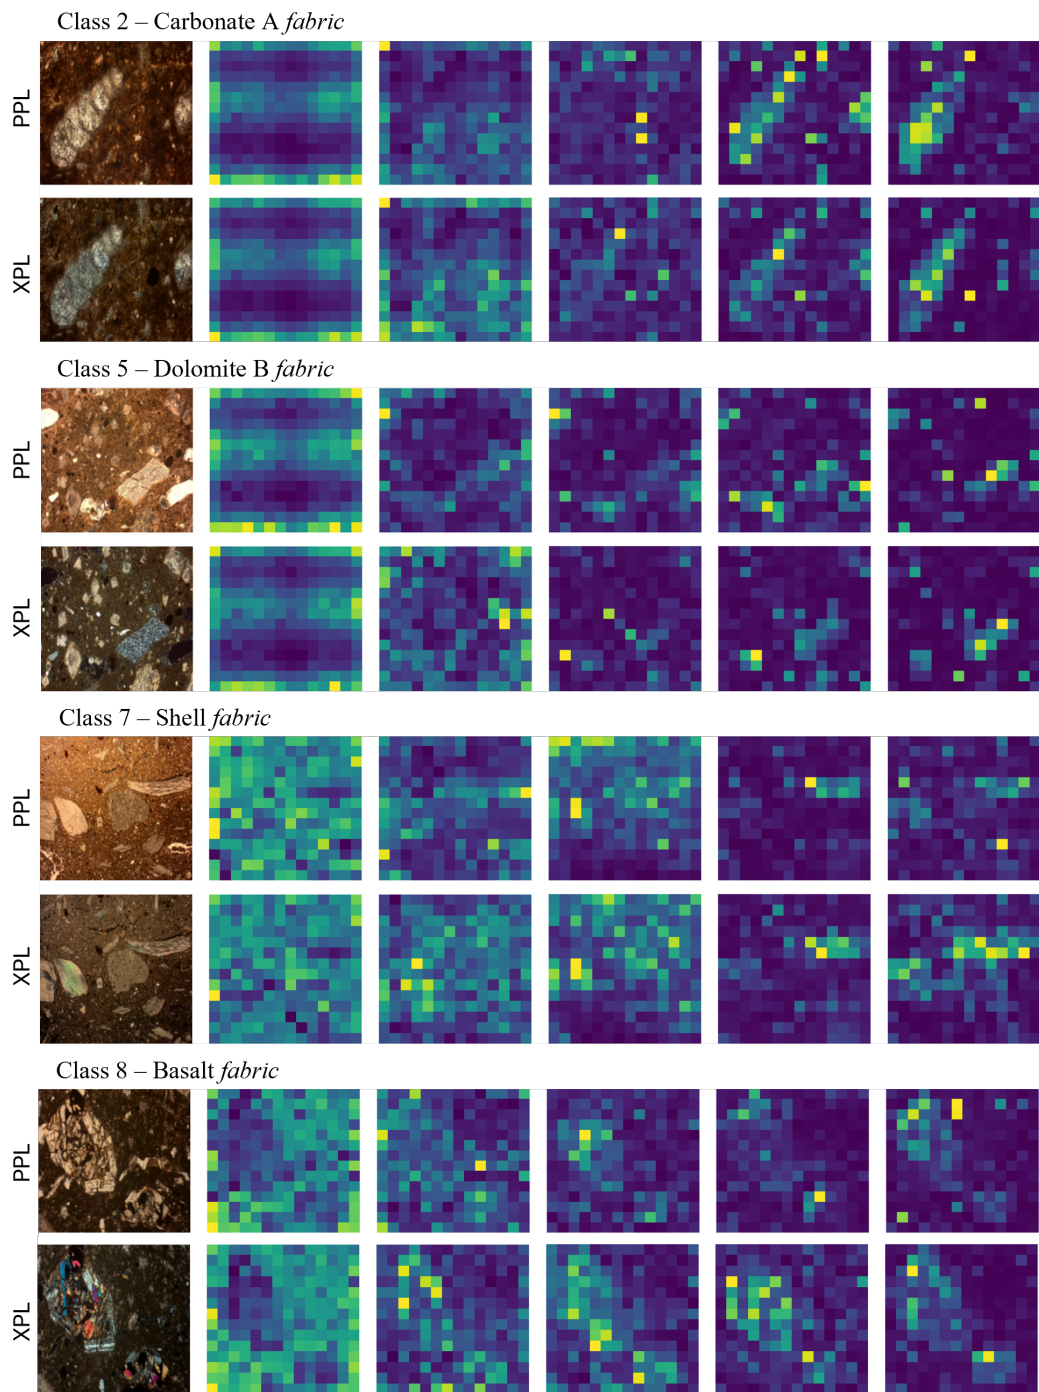 Class 2 – Carbonate A fabric
PPL
XPL
Class 5 – Dolomite B fabric
PPL
XPL
Class 7 – Shell fabric
PPL
XPL
Class 8 – Basalt fabric
PPL
XPL